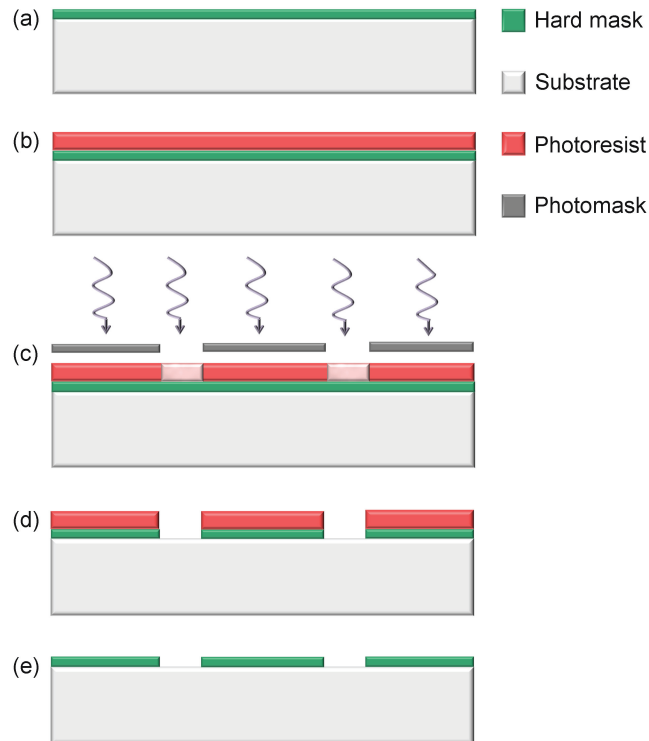 (a)
Hard mask
Substrate
(b)
Photoresist
Photomask
(c)
(d)
(e)